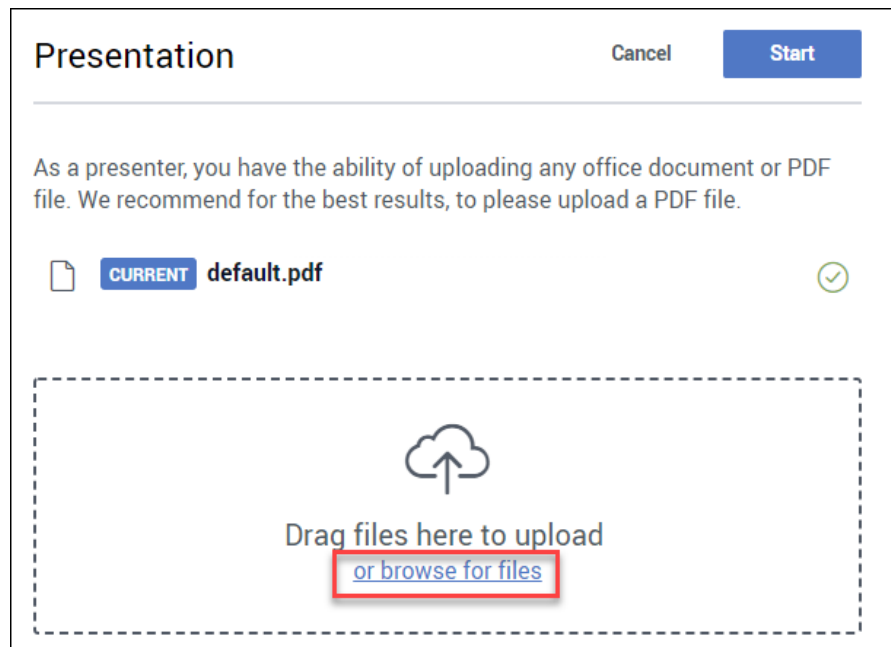 Presentation
Cancel
Start
As a presenter, you have the ability of uploading any office document or PDF
file. We recommend for the best results, to please upload a PDF file.
CURRENT default.pdf
Drag files here to upload
or browse for files